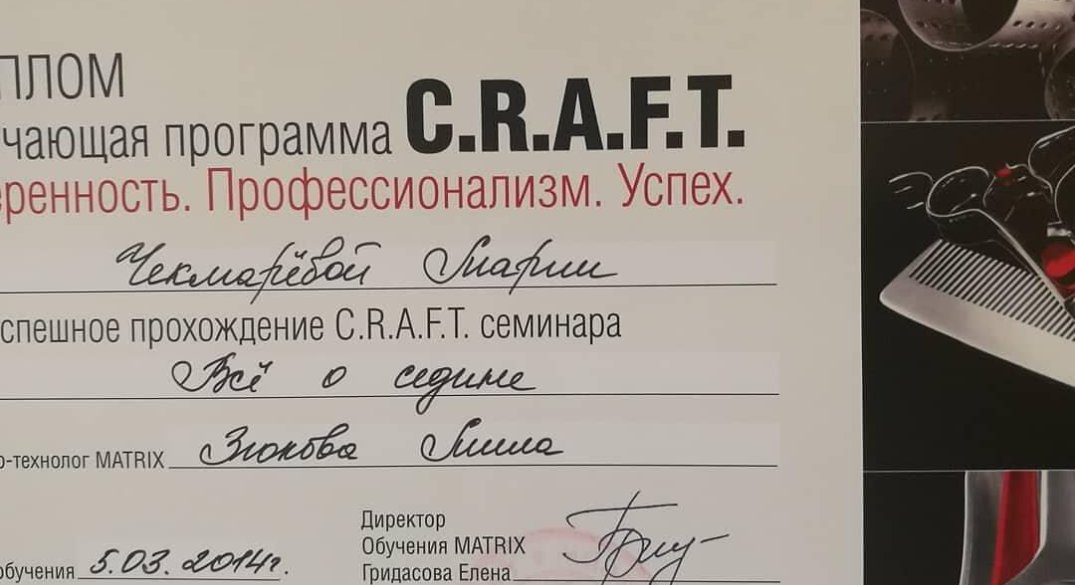 ПЛОМ
чающая программа C.R.A.F.T.
еренность. Профессионализм. Успех.
Чекмарёвой Марии
спешное прохождение C.R.A.F.T. семинара
Всё о седине
о-технолог MATRIX Зюкова
5.03.2014г.
обучения
Директор
Обучения MATRIX
Гридасова Елена